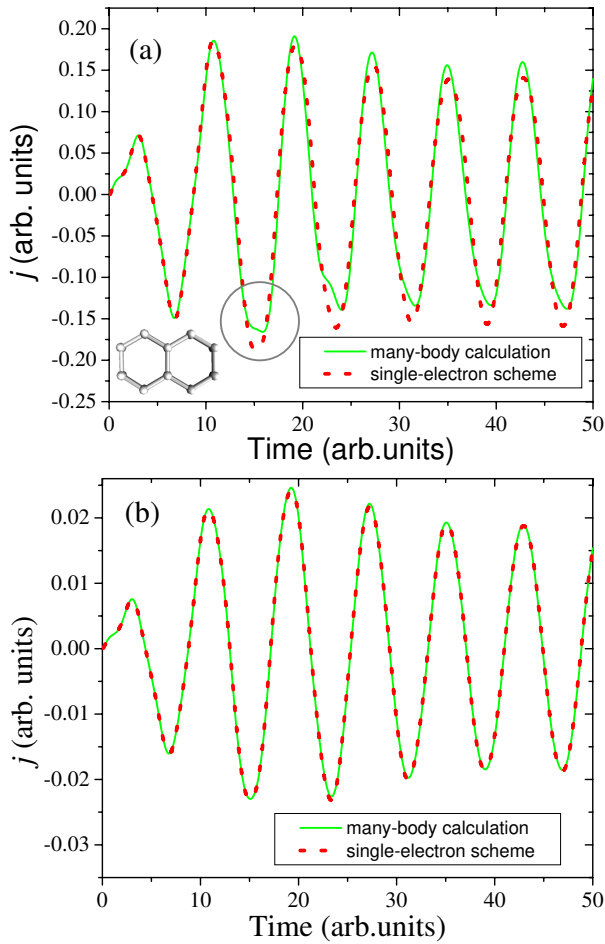 (a)
j (arb. units)
0.20
0.15
0.10
0.05
0.00
-0.05
-0.10
-0.15
-0.20
-0.25
many-body calculation
single-electron scheme
0 10 20 30 40 50
Time (arb.units)
(b)
j (arb. units)
0.02
0.01
0.00
-0.01
-0.02
-0.03
many-body calculation
single-electron scheme
0 10 20 30 40 50
Time (arb.units)